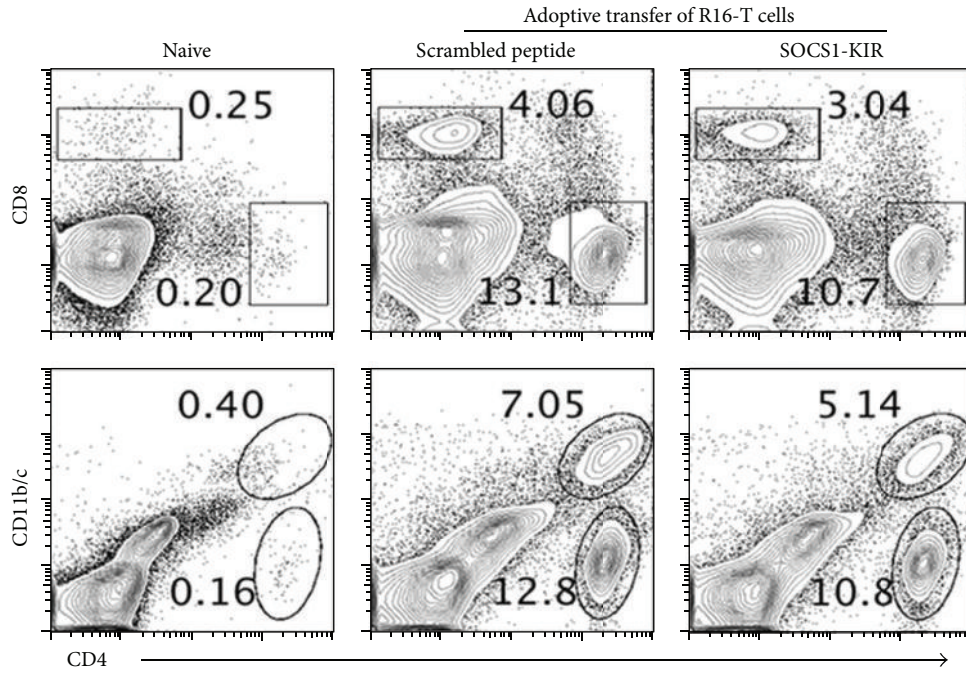 Adoptive transfer of R16-T cells
Naive Scrambled peptide SOCS1-KIR
0.25 4.06 3.04
CD8
0.20 13.1 10.7
0.40 7.05 5.14
CD11b/c
0.16 12.8 10.8
CD4